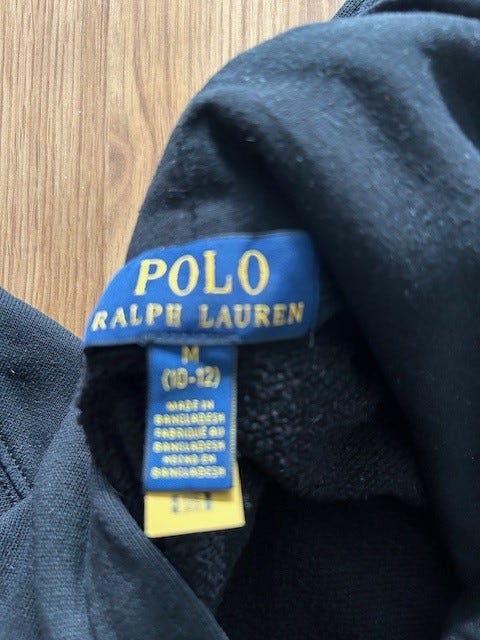 POLO
RALPH LAUREN
M
(10-12)
MADE IN
BANGLADESH
FABRIQUÉ AU
BANGLADESH
HECHO EN
BANGLADESH